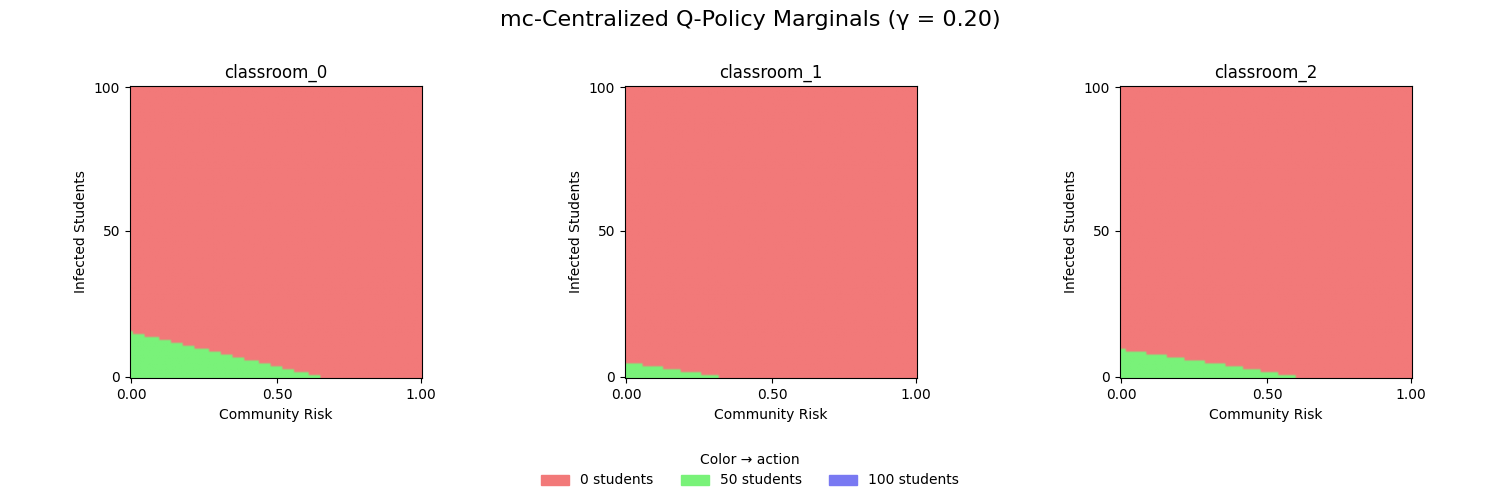 mc-Centralized Q-Policy Marginals (γ = 0.20)
classroom_0
100
50
0
Infected Students
0.00 0.50 1.00
Community Risk
classroom_1
100
50
0
Infected Students
0.00 0.50 1.00
Community Risk
classroom_2
100
50
0
Infected Students
0.00 0.50 1.00
Community Risk
Color → action
0 students 50 students 100 students